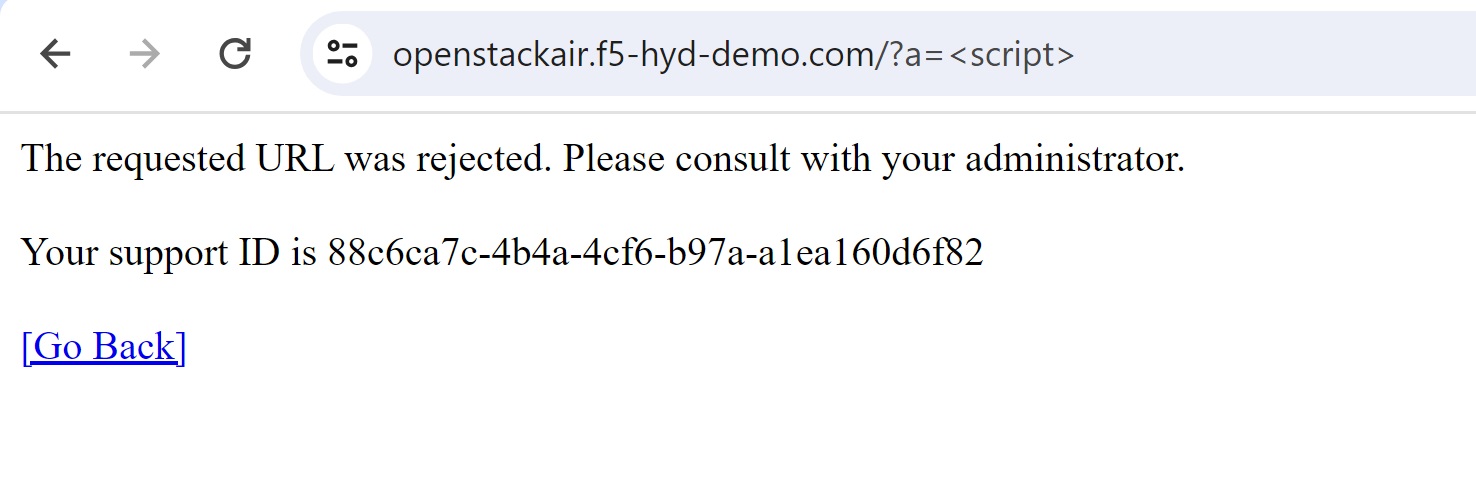 openstackair.f5-hyd-demo.com/?a=<script>
The requested URL was rejected. Please consult with your administrator.
Your support ID is 88c6ca7c-4b4a-4cf6-b97a-a1ea160d6f82
[Go Back]